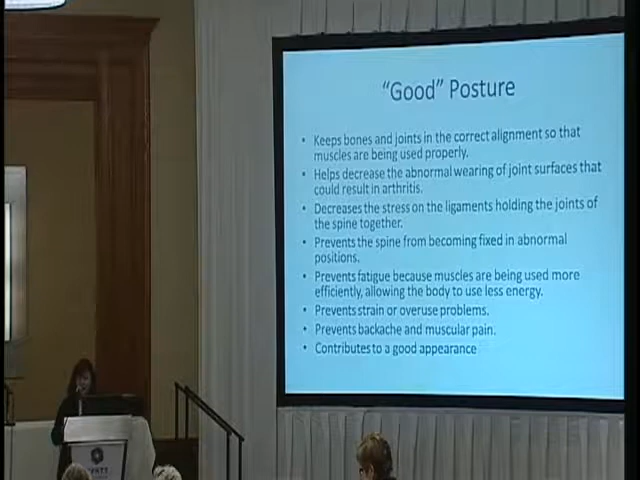 “Good” Posture
• Keeps bones and joints in the correct alignment so that
muscles are being used properly.
• Helps decrease the abnormal wearing of joint surfaces that
could result in arthritis.
• Decreases the stress on the ligaments holding the joints of
the spine together.
• Prevents the spine from becoming fixed in abnormal
positions.
• Prevents fatigue because muscles are being used more
efficiently, allowing the body to use less energy.
• Prevents strain or overuse problems.
• Prevents backache and muscular pain.
• Contributes to a good appearance